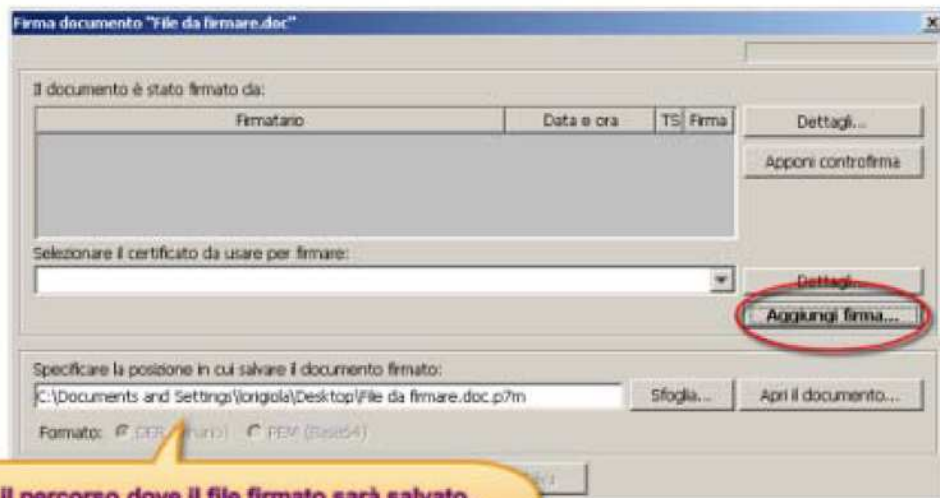 Firma documento "File da firmare.doc"
Il documento è stato firmato da:
Firmatario Data e ora TS Firma
Dettagli...
Apponi controfirma
Selezionare il certificato da usare per firmare:
Dettagli...
Aggiungi firma...
Specificare la posizione in cui salvare il documento firmato:
C:\Documents and Settings\lorigiola\Desktop\File da firmare.doc.p7m Sfoglia... Apri il documento...
Formato: DER PEM (Base64)
il percorso dove il file firmato sarà salvato